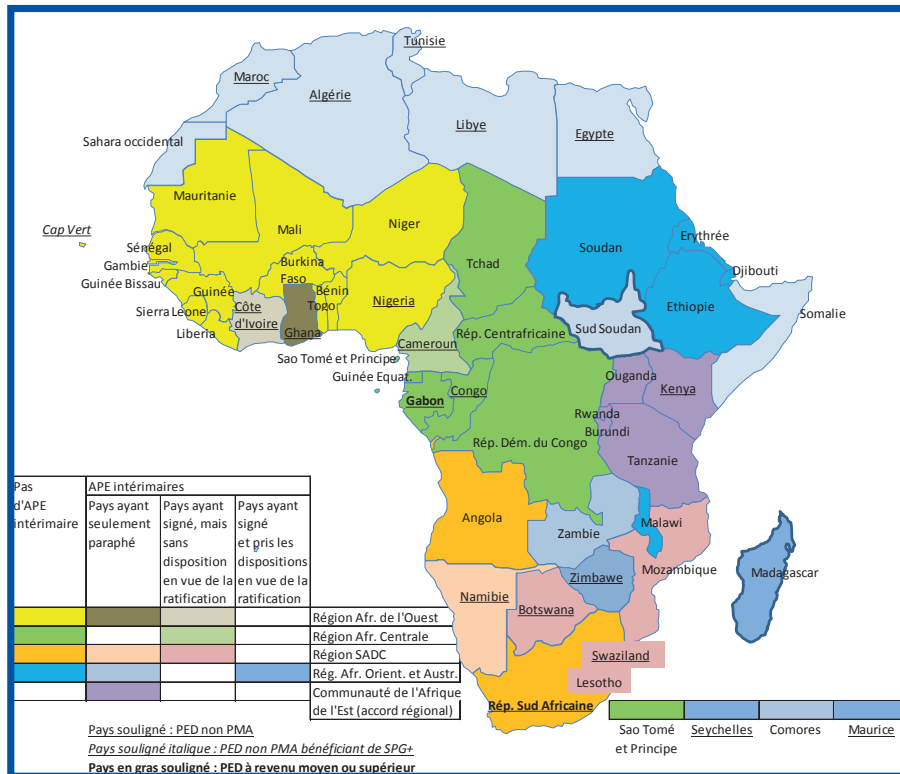 Tunisie
Maroc
Algérie
Libye
Egypte
Sahara occidental
Mauritanie
Mali
Niger
Cap Vert
Soudan
Erythrée
Sénégal
Tchad
Gambie
Burkina
Faso
Djibouti
Guinée Bissau
Guinée
Bénin
Nigeria
Ethiopie
Côte
d'Ivoire
Togo
Sierra Leone
Somalie
Liberia
Ghana
Cameroun
Rép. Centrafricaine
Sud Soudan
Sao Tomé et Principe
Guinée Equat.
Ouganda
Congo
Kenya
Gabon
Rwanda
Burundi
Rép. Dém. du Congo
Tanzanie
Angola
Malawi
Zambie
Mozambique
Madagascar
Zimbawe
Namibie
Botswana
Swaziland
Lesotho
Rép. Sud Africaine
Pas
d'APE
intérimaire
APE intérimaires
Pays ayant
seulement
paraphé
Pays ayant
signé, mais
sans
disposition
en vue de la
ratification
Pays ayant
signé
et pris les
dispositions
en vue de la
ratification
Région Afr. de l'Ouest
Région Afr. Centrale
Région SADC
Rég. Afr. Orient. et Austr.
Communauté de l'Afrique
de l'Est (accord régional)
Sao Tomé
et Principe
Seychelles
Comores
Maurice
Pays souligné : PED non PMA
Pays souligné italique : PED non PMA bénéficiant de SPG+
Pays en gras souligné : PED à revenu moyen ou supérieur